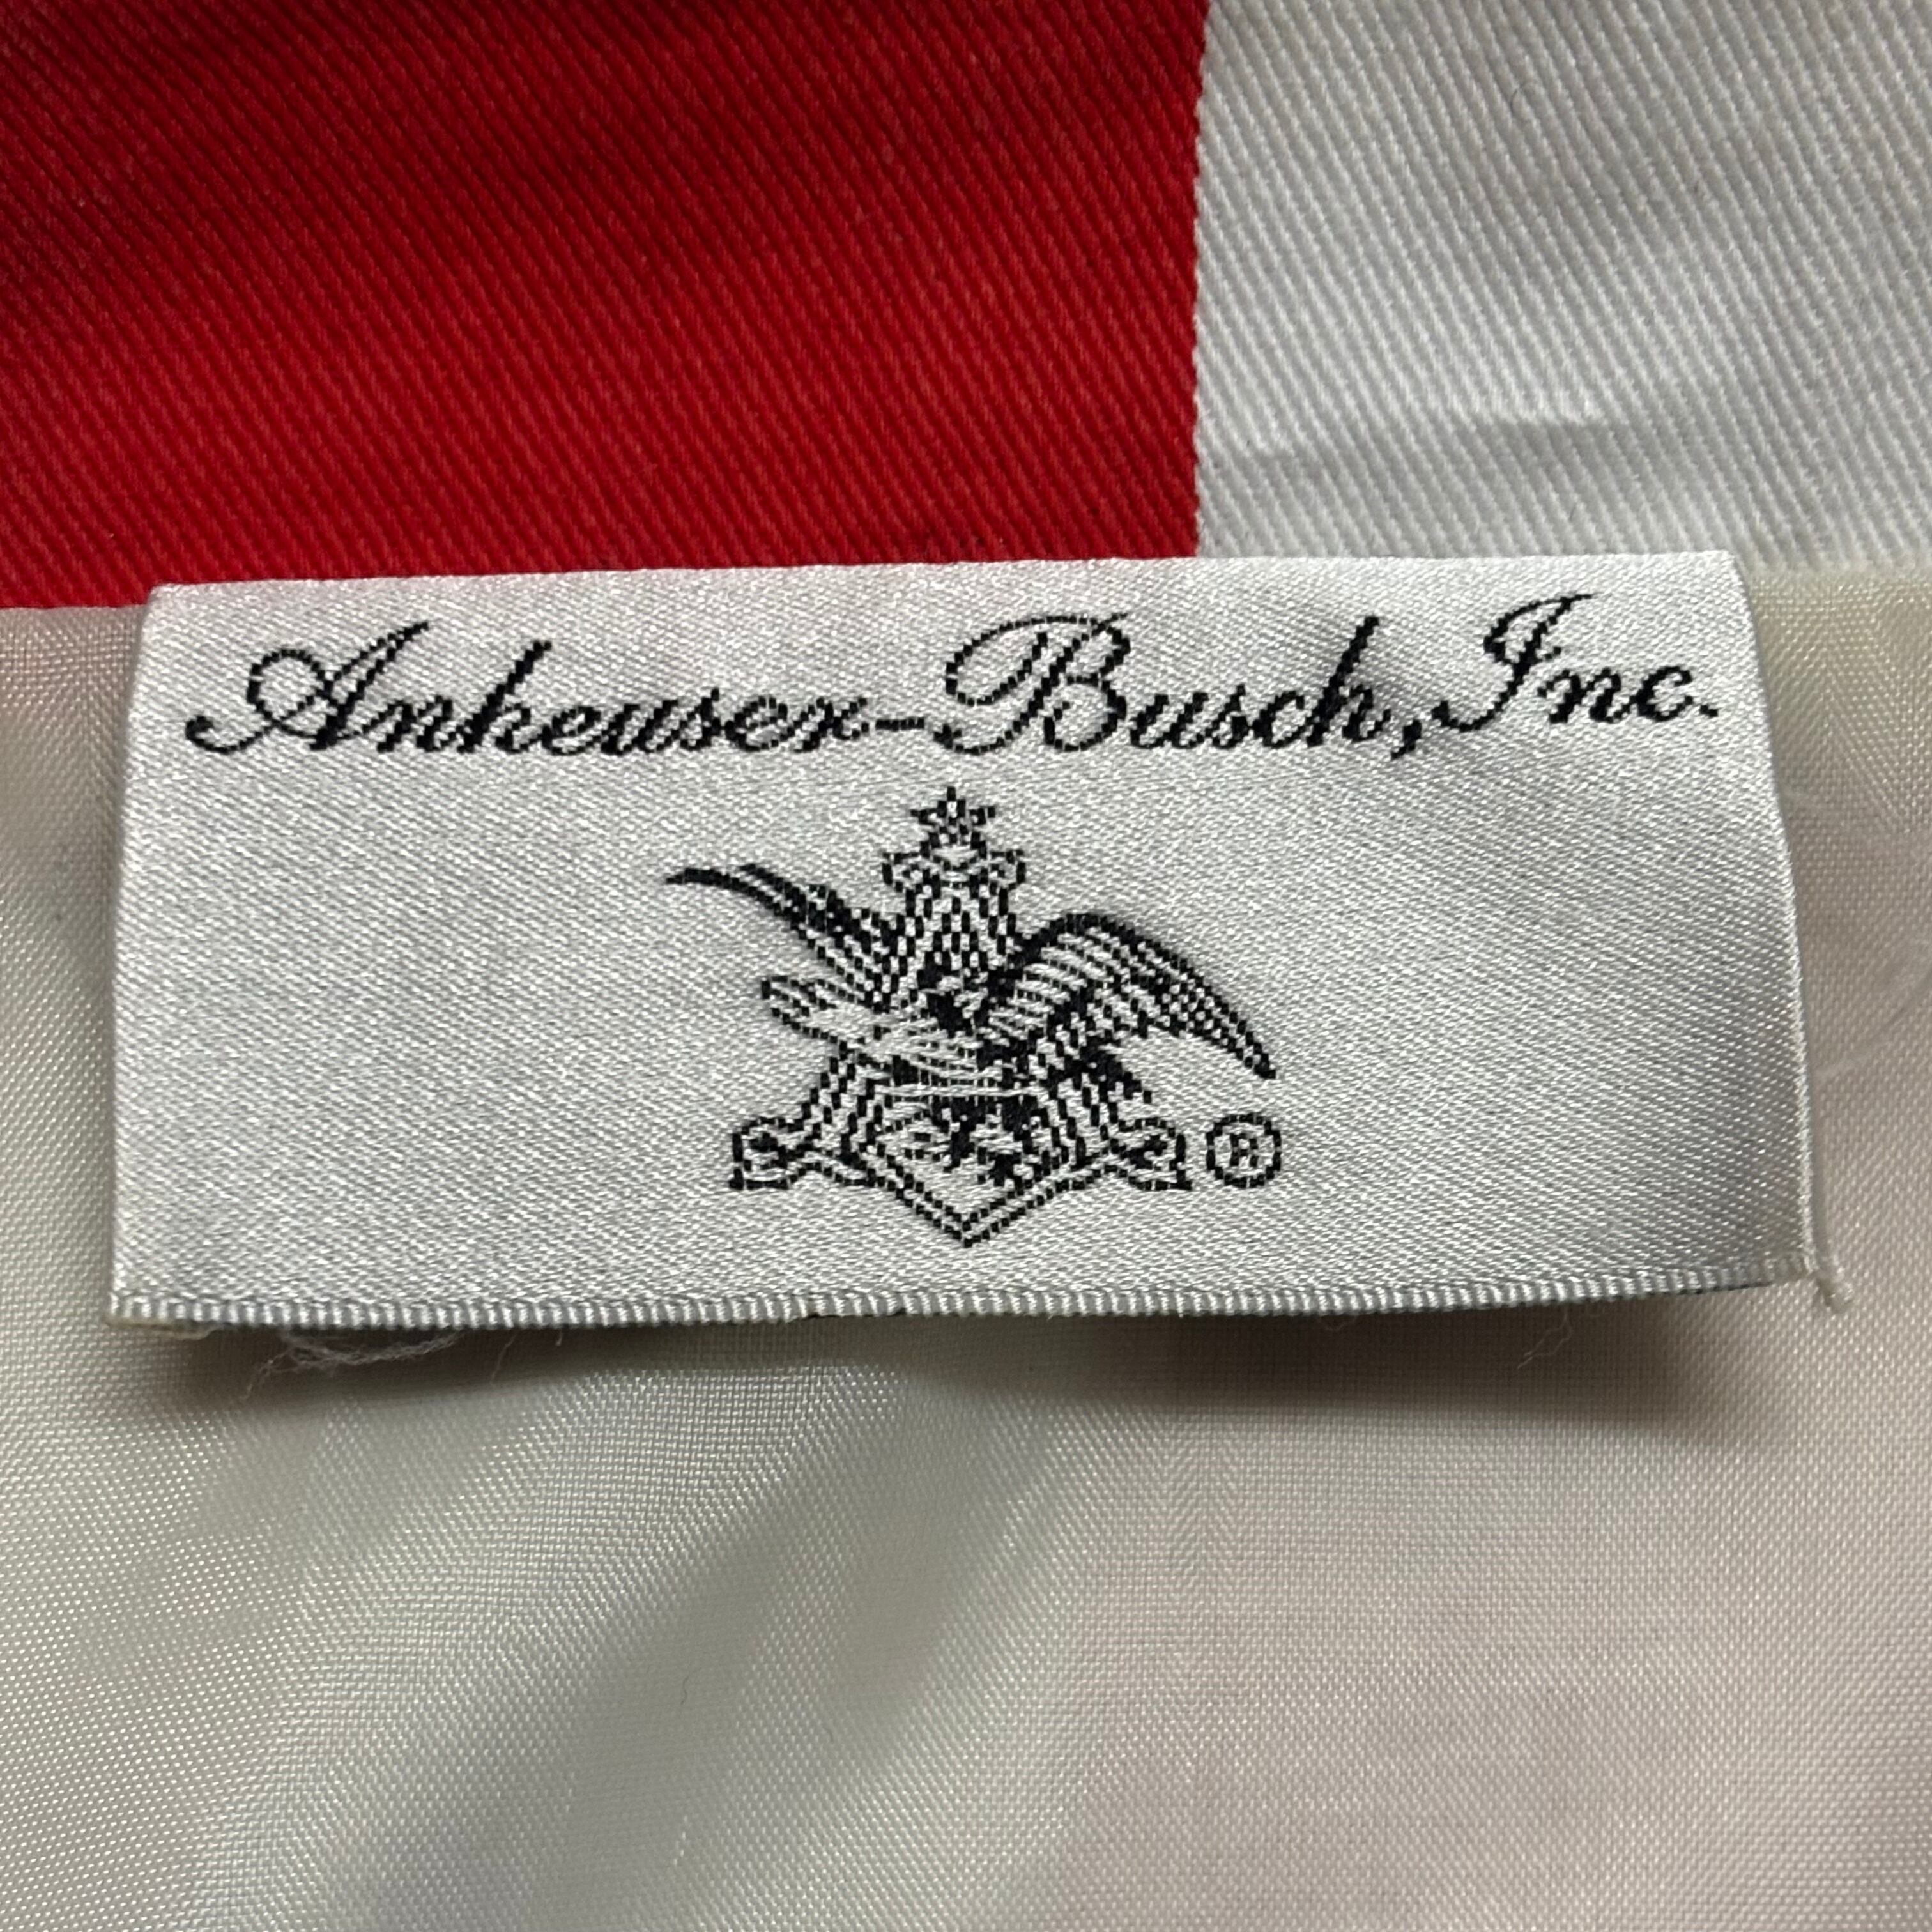 Anheuser-Busch, Inc.
®